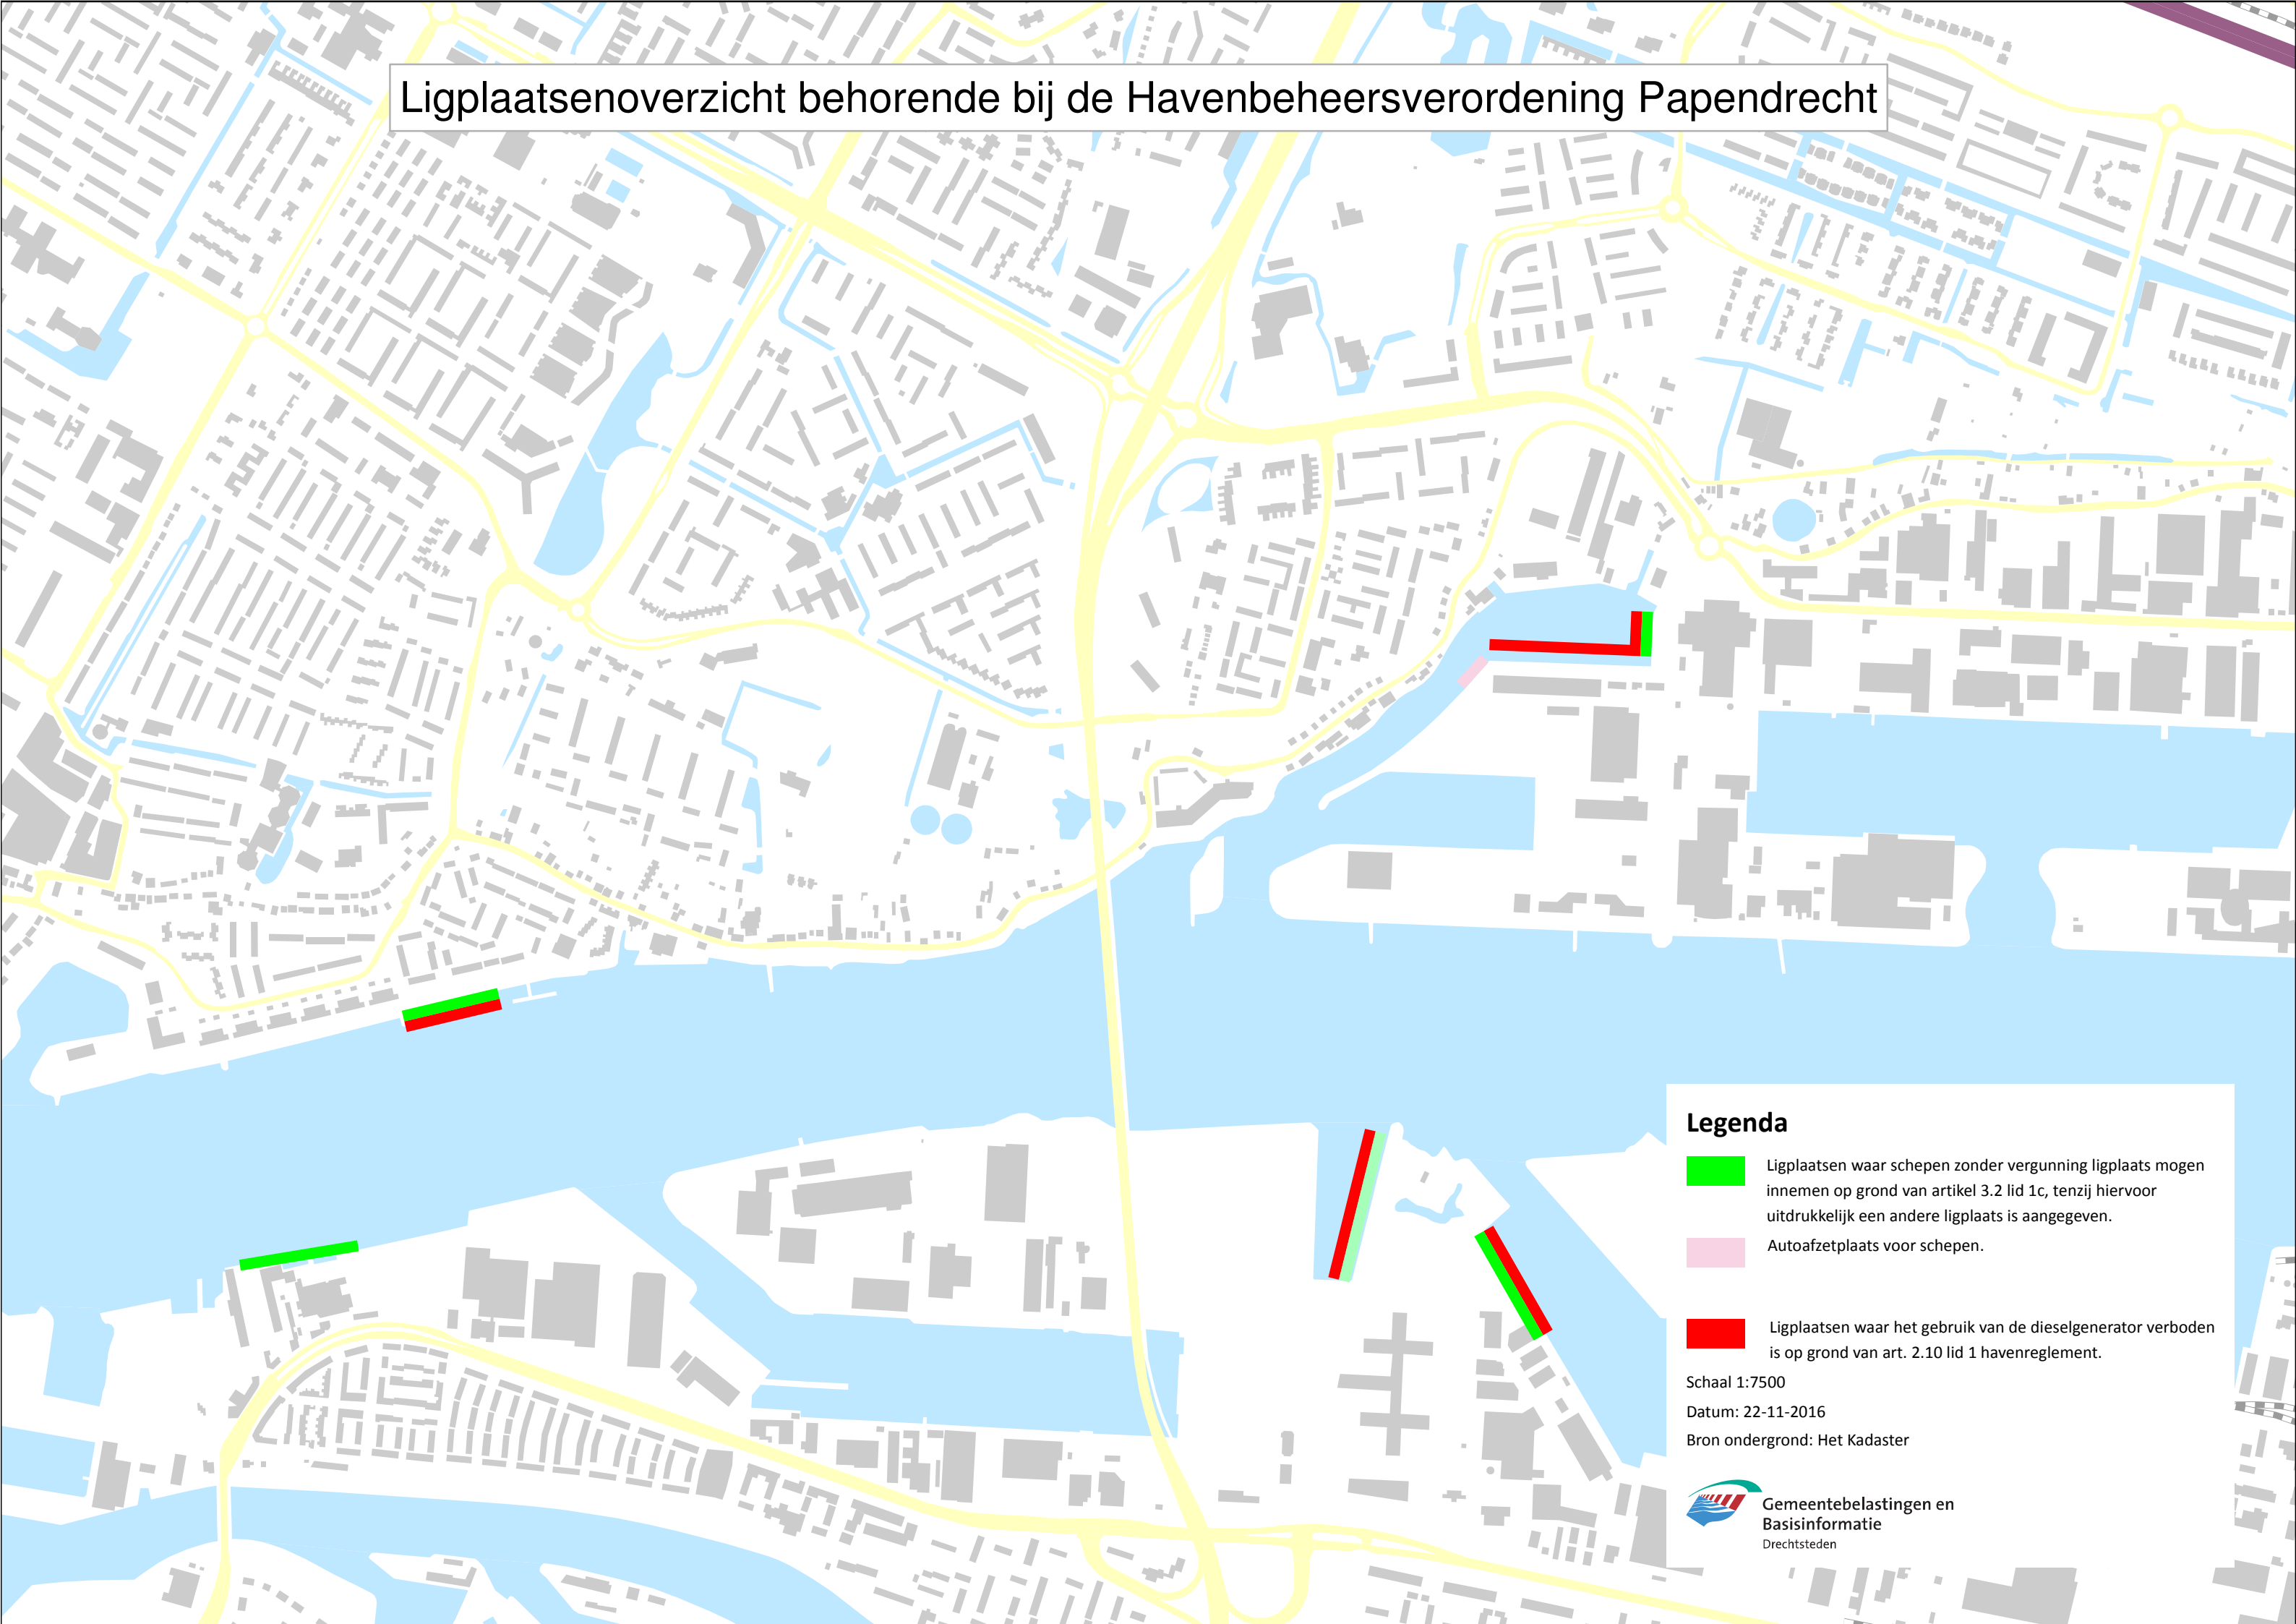 Ligplaatsenoverzicht behorende bij de Havenbeheersverordening Papendrecht
Legenda
Ligplaatsen waar schepen zonder vergunning ligplaats mogen
innemen op grond van artikel 3.2 lid 1c, tenzij hiervoor
uitdrukkelijk een andere ligplaats is aangegeven.
Autoafzetplaats voor schepen.
Ligplaatsen waar het gebruik van de dieselgenerator verboden
is op grond van art. 2.10 lid 1 havenreglement.
Schaal 1:7500
Datum: 22-11-2016
Bron ondergrond: Het Kadaster
Gemeentebelastingen en
Basisinformatie
Drechtsteden